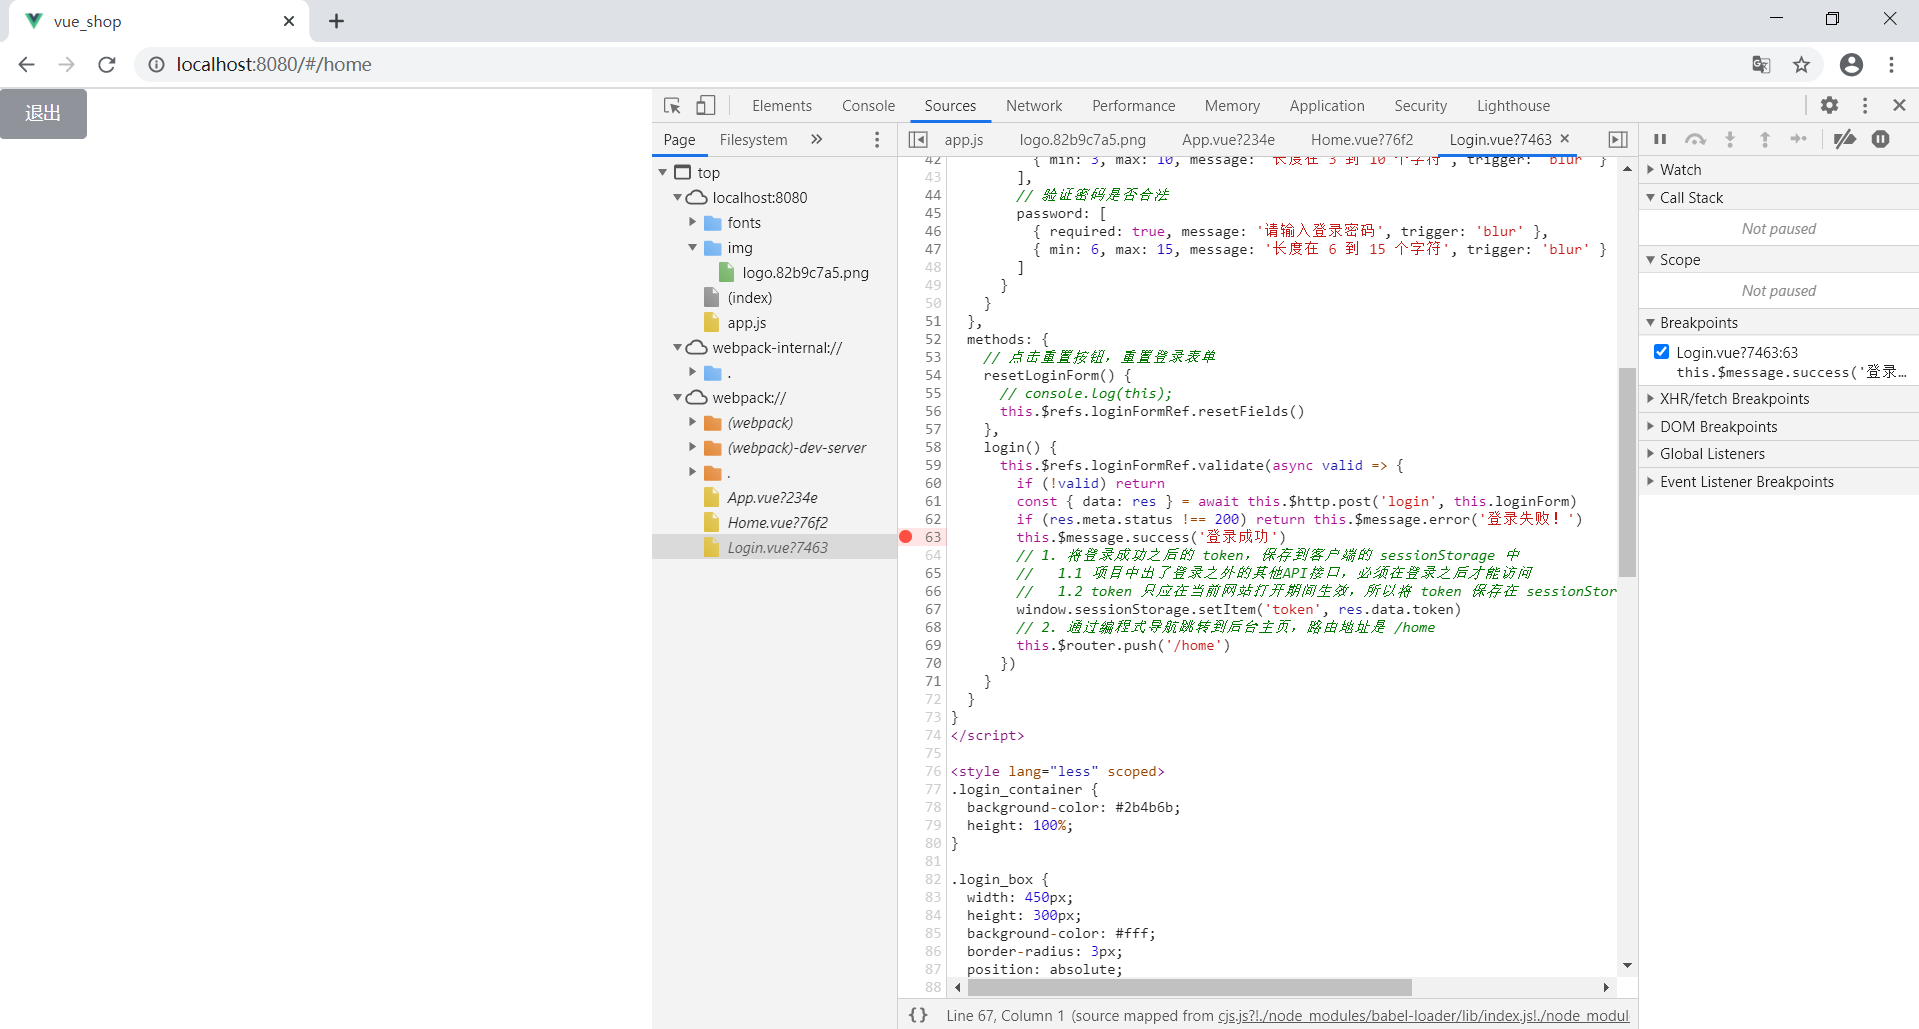 vue_shop
localhost:8080/#/home
退出
Elements Console Sources Network Performance Memory Application Security Lighthouse
Page Filesystem
app.js logo.82b9c7a5.png App.vue?234e Home.vue?76f2 Login.vue?7463
top
localhost:8080
fonts
img
logo.82b9c7a5.png
(index)
app.js
webpack-internal://
.
webpack://
(webpack)
(webpack)-dev-server
.
App.vue?234e
Home.vue?76f2
Login.vue?7463
42 { min: 3, max: 10, message: '长度在 3 到 10 个字符', trigger: 'blur' }
43 ],
44 // 验证密码是否合法
45 password: [
46 { required: true, message: '请输入登录密码', trigger: 'blur' },
47 { min: 6, max: 15, message: '长度在 6 到 15 个字符', trigger: 'blur' }
48 ]
49 }
50 }
51 },
52 methods: {
53 // 点击重置按钮，重置登录表单
54 resetLoginForm() {
55 // console.log(this);
56 this.$refs.loginFormRef.resetFields()
57 },
58 login() {
59 this.$refs.loginFormRef.validate(async valid => {
60 if (!valid) return
61 const { data: res } = await this.$http.post('login', this.loginForm)
62 if (res.meta.status !== 200) return this.$message.error('登录失败！')
63 this.$message.success('登录成功')
64 // 1. 将登录成功之后的 token，保存到客户端的 sessionStorage 中
65 // 1.1 项目中出了登录之外的其他API接口，必须在登录之后才能访问
66 // 1.2 token 只应在当前网站打开期间生效，所以将 token 保存在 sessionStor
67 window.sessionStorage.setItem('token', res.data.token)
68 // 2. 通过编程式导航跳转到后台主页，路由地址是 /home
69 this.$router.push('/home')
70 })
71 }
72 }
73 }
74 </script>
75
76 <style lang="less" scoped>
77 .login_container {
78 background-color: #2b4b6b;
79 height: 100%;
80 }
81
82 .login_box {
83 width: 450px;
84 height: 300px;
85 background-color: #fff;
86 border-radius: 3px;
87 position: absolute;
88
{} Line 67, Column 1 (source mapped from cjs.js?!./node_modules/babel-loader/lib/index.js!./node_modul
Watch
Call Stack
Not paused
Scope
Not paused
Breakpoints
Login.vue?7463:63
this.$message.success('登录…
XHR/fetch Breakpoints
DOM Breakpoints
Global Listeners
Event Listener Breakpoints